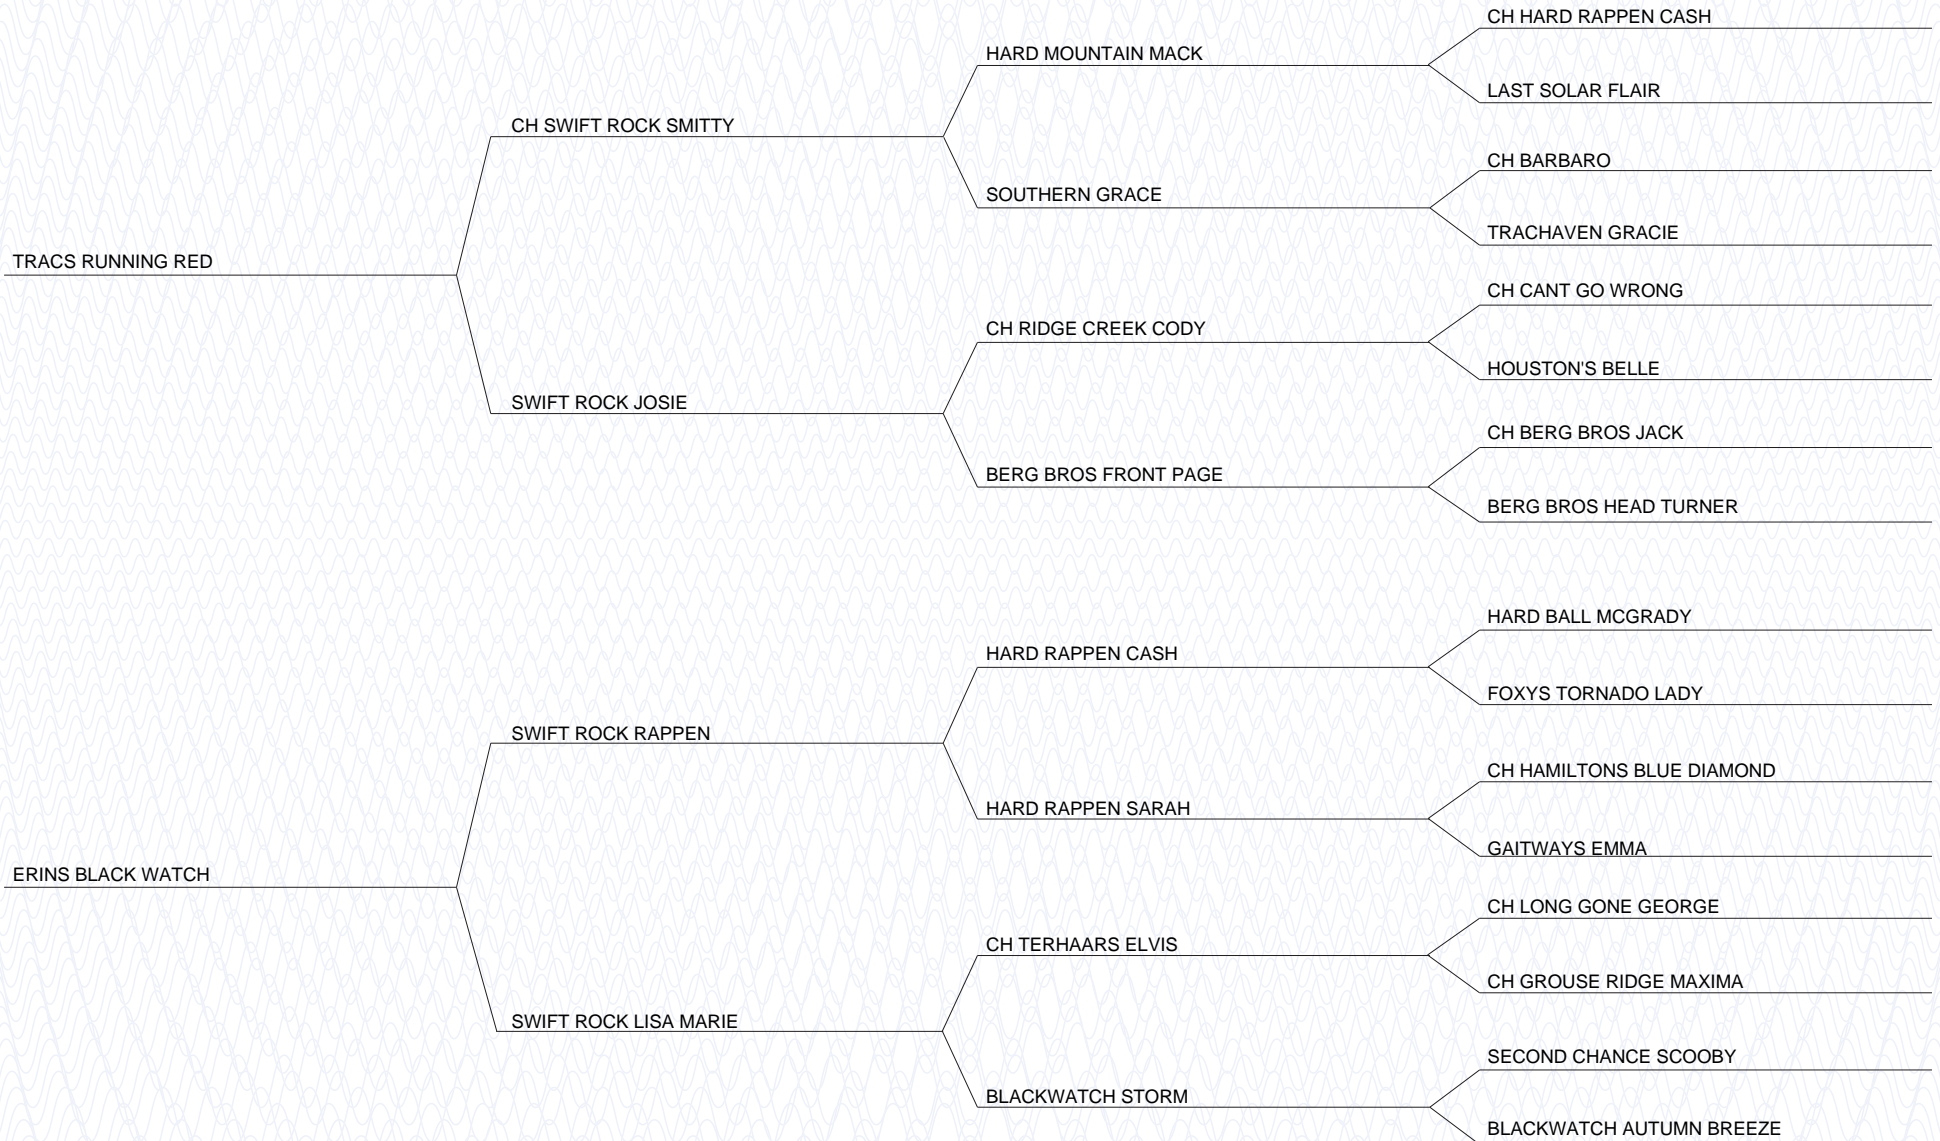 CH HARD RAPPEN CASH
HARD MOUNTAIN MACK
LAST SOLAR FLAIR
CH SWIFT ROCK SMITTY
CH BARBARO
SOUTHERN GRACE
TRACHAVEN GRACIE
TRACS RUNNING RED
CH CANT GO WRONG
CH RIDGE CREEK CODY
HOUSTON'S BELLE
SWIFT ROCK JOSIE
CH BERG BROS JACK
BERG BROS FRONT PAGE
BERG BROS HEAD TURNER
HARD BALL MCGRADY
HARD RAPPEN CASH
FOXYS TORNADO LADY
SWIFT ROCK RAPPEN
CH HAMILTONS BLUE DIAMOND
HARD RAPPEN SARAH
GAITWAYS EMMA
ERINS BLACK WATCH
CH LONG GONE GEORGE
CH TERHAARS ELVIS
CH GROUSE RIDGE MAXIMA
SWIFT ROCK LISA MARIE
SECOND CHANCE SCOOBY
BLACKWATCH STORM
BLACKWATCH AUTUMN BREEZE